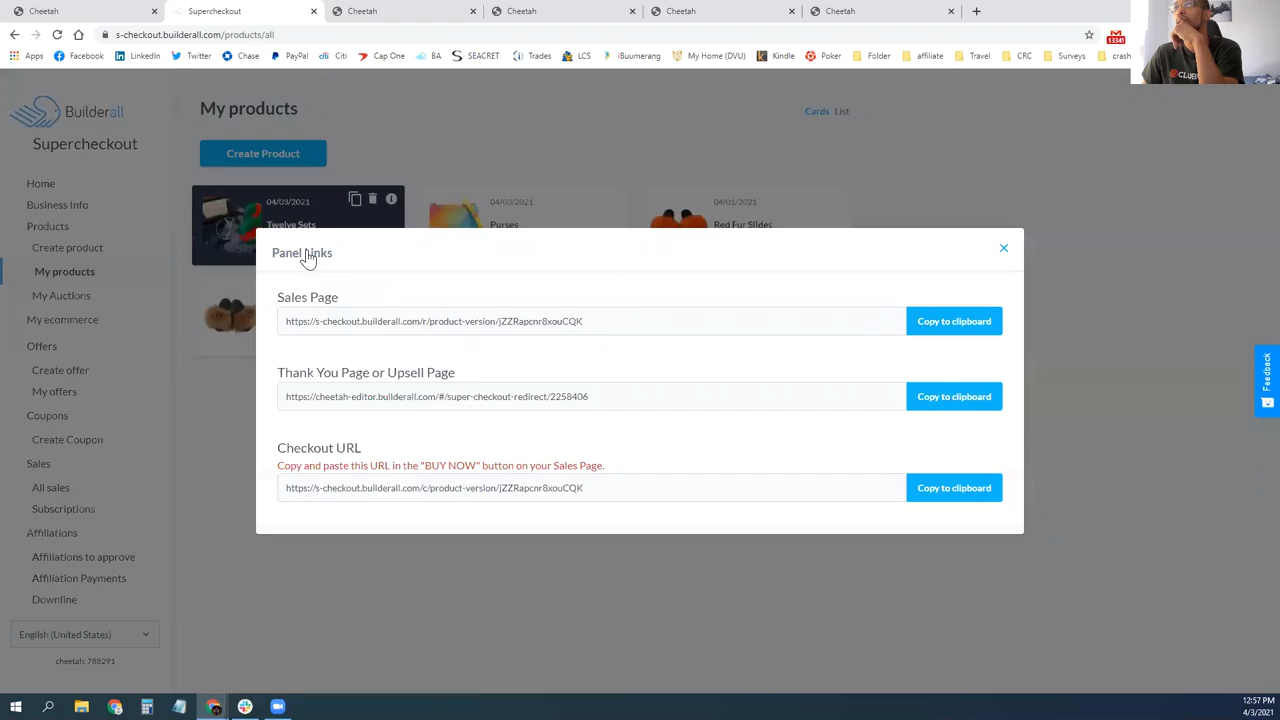 Cheetah
Supercheckout
Cheetah
Cheetah
Cheetah
Cheetah
s-checkout.builderall.com/products/all
13345
Apps
Facebook
LinkedIn
Twitter
Chase
PayPal
Citi
Cap One
BA
SEACRET
Trades
LCS
iBuumerang
My Home (DVU)
Kindle
Poker
Folder
affiliate
Travel
CRC
Surveys
crash
Builderall
Supercheckout
Home
Business Info
Products
Create product
My products
My Auctions
My ecommerce
Offers
Create offer
My offers
Coupons
Create Coupon
Sales
All sales
Subscriptions
Affiliations
Affiliations to approve
Affiliation Payments
Downline
English (United States)
cheetah: 788291
My products
Cards List
Create Product
04/03/2021
Twelve Sets
04/03/2021
Purses
04/01/2021
Red Fur Slides
Panel Links
Sales Page
https://s-checkout.builderall.com/r/product-version/jZZRapcnr8xouCQK
Copy to clipboard
Thank You Page or Upsell Page
https://cheetah-editor.builderall.com/#/super-checkout-redirect/2258406
Copy to clipboard
Checkout URL
Copy and paste this URL in the "BUY NOW" button on your Sales Page.
https://s-checkout.builderall.com/c/product-version/jZZRapcnr8xouCQK
Copy to clipboard
Feedback
12:57 PM
4/3/2021